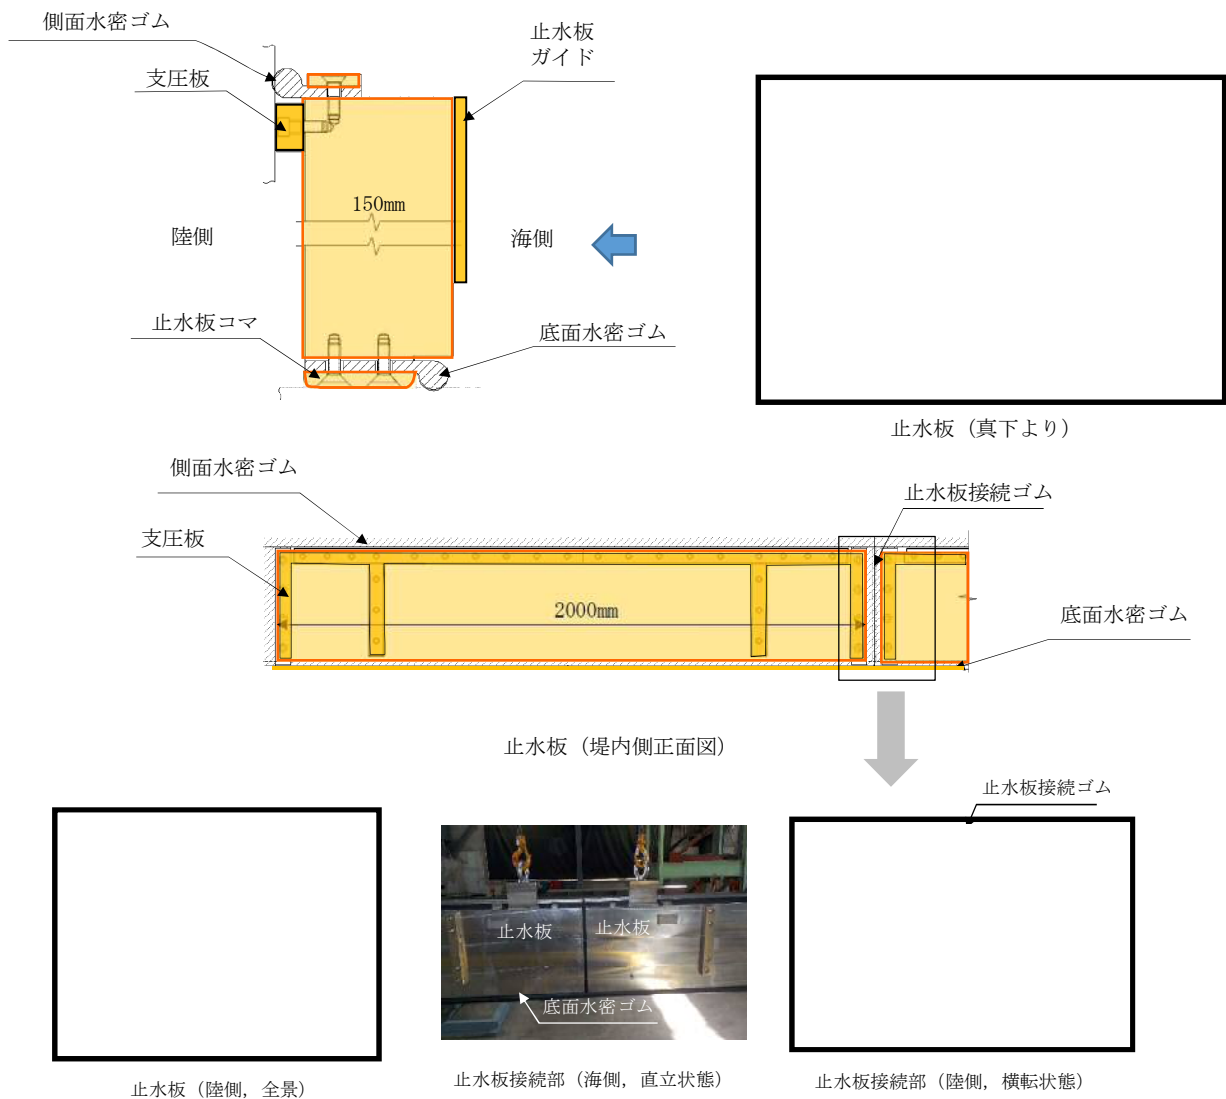 側面水密ゴム
止水板
ガイド
支圧板
150mm
陸側
海側
止水板コマ
底面水密ゴム
止水板（真下より）
側面水密ゴム
止水板接続ゴム
支圧板
2000mm
底面水密ゴム
止水板（堤内側正面図）
止水板接続ゴム
止水板
止水板
底面水密ゴム
止水板（陸側，全景）
止水板接続部（海側，直立状態）
止水板接続部（陸側，横転状態）